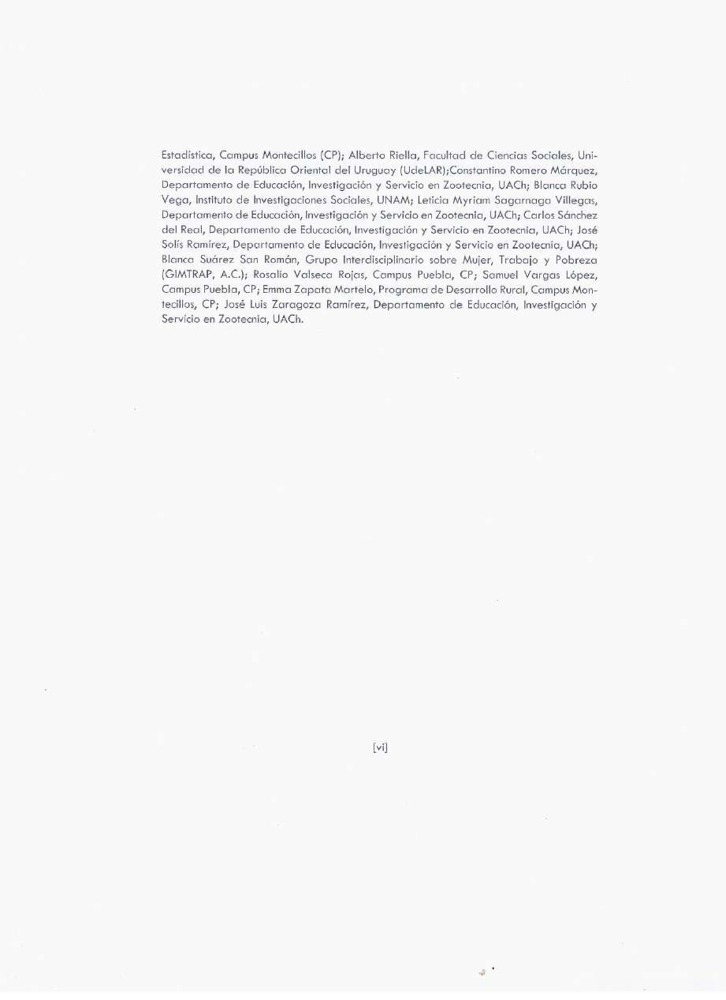 Estadística, Campus Montecillos (CP); Alberto Riella, Facultad de Ciencias Sociales, Uni-
versidad de la República Oriental del Uruguay (UdeLAR);Constantino Romero Márquez,
Departamento de Educación, Investigación y Servicio en Zootecnia, UACh; Blanca Rubio
Vega, Instituto de Investigaciones Sociales, UNAM; Leticia Myriam Sagarnaga Villegas,
Departamento de Educación, Investigación y Servicio en Zootecnia, UACh; Carlos Sánchez
del Real, Departamento de Educación, Investigación y Servicio en Zootecnia, UACh; José
Solís Ramírez, Departamento de Educación, Investigación y Servicio en Zootecnia, UACh;
Blanca Suárez San Román, Grupo Interdisciplinario sobre Mujer, Trabajo y Pobreza
(GIMTRAP, A.C.); Rosalío Valseca Rojas, Campus Puebla, CP; Samuel Vargas López,
Campus Puebla, CP; Emma Zapata Martelo, Programa de Desarrollo Rural, Campus Mon-
tecillos, CP; José Luis Zaragoza Ramírez, Departamento de Educación, Investigación y
Servicio en Zootecnia, UACh.
[vi]